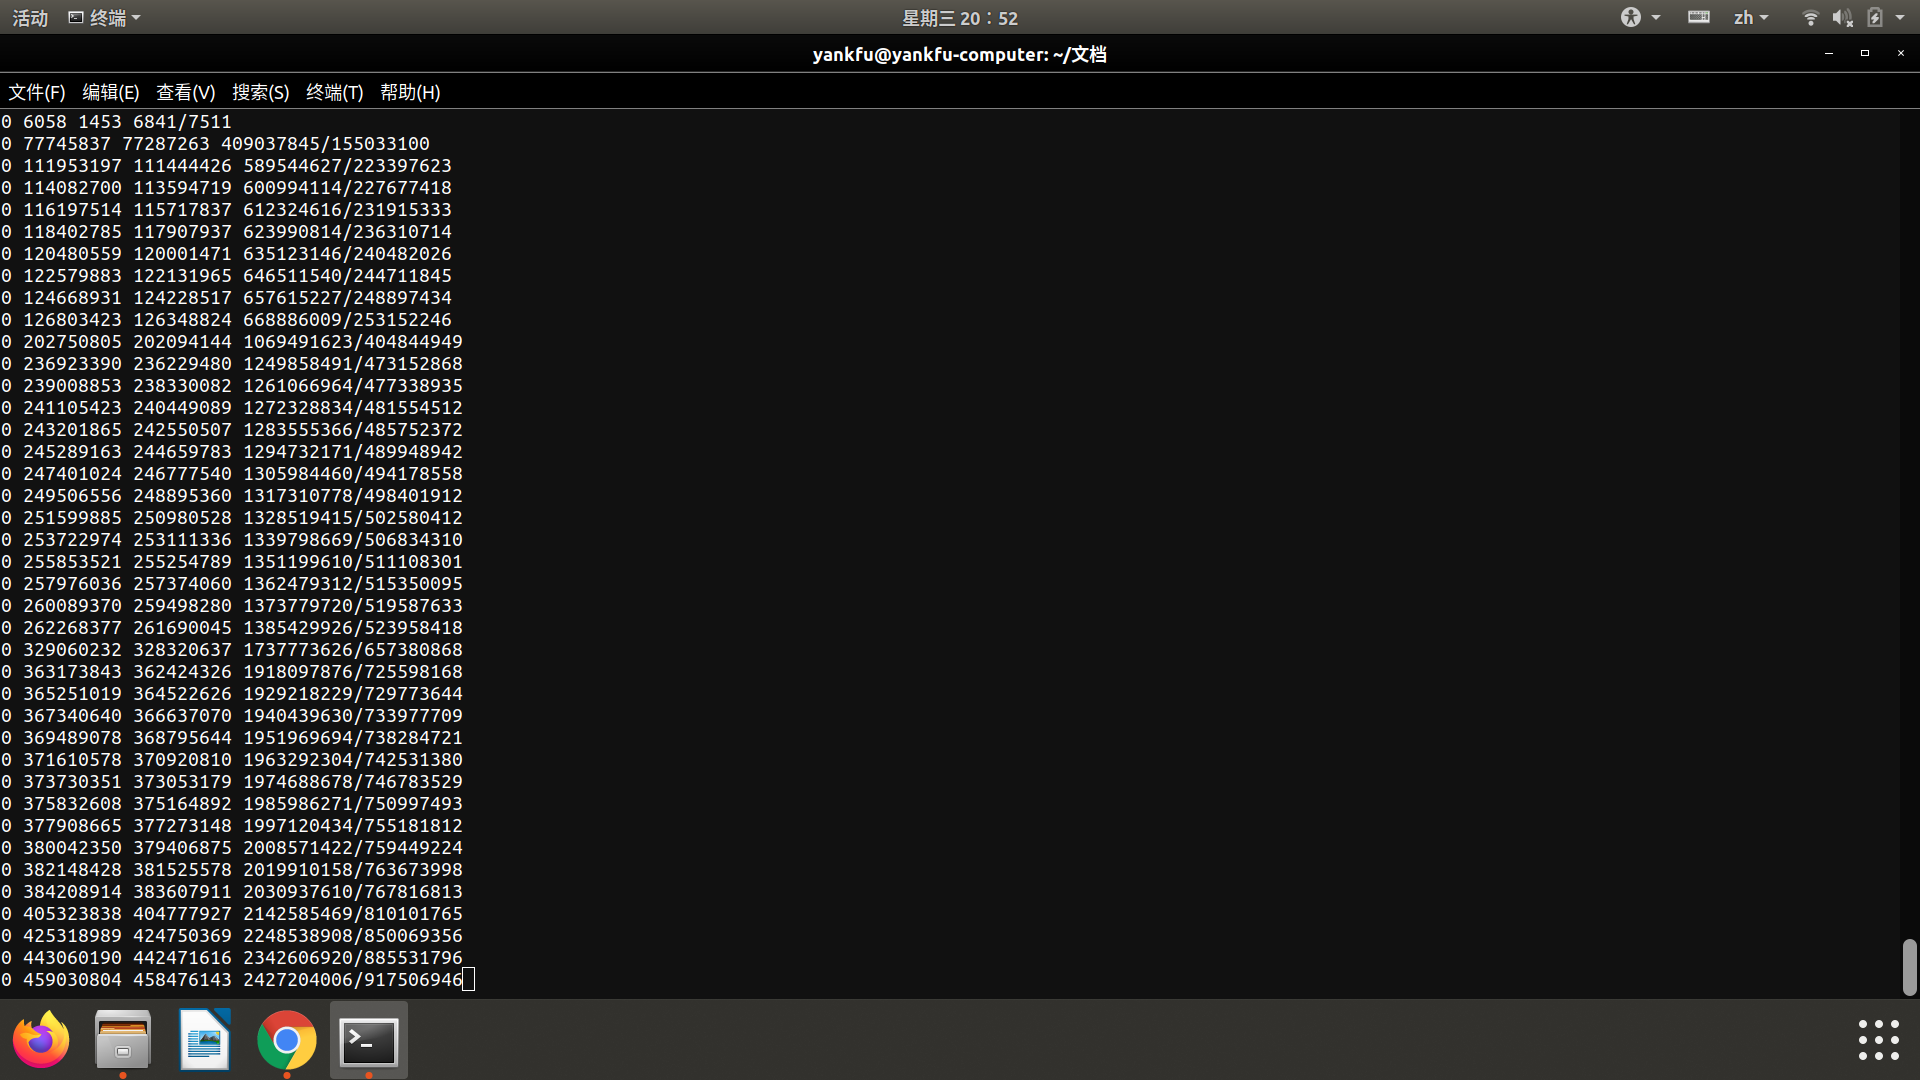 活动 终端 星期三 20：52 zh
yankfu@yankfu-computer: ~/文档
文件(F) 编辑(E) 查看(V) 搜索(S) 终端(T) 帮助(H)
0 6058 1453 6841/7511
0 77745837 77287263 409037845/155033100
0 111953197 111444426 589544627/223397623
0 114082700 113594719 600994114/227677418
0 116197514 115717837 612324616/231915333
0 118402785 117907937 623990814/236310714
0 120480559 120001471 635123146/240482026
0 122579883 122131965 646511540/244711845
0 124668931 124228517 657615227/248897434
0 126803423 126348824 668886009/253152246
0 202750805 202094144 1069491623/404844949
0 236923390 236229480 1249858491/473152868
0 239008853 238330082 1261066964/477338935
0 241105423 240449089 1272328834/481554512
0 243201865 242550507 1283555366/485752372
0 245289163 244659783 1294732171/489948942
0 247401024 246777540 1305984460/494178558
0 249506556 248895360 1317310778/498401912
0 251599885 250980528 1328519415/502580412
0 253722974 253111336 1339798669/506834310
0 255853521 255254789 1351199610/511108301
0 257976036 257374060 1362479312/515350095
0 260089370 259498280 1373779720/519587633
0 262268377 261690045 1385429926/523958418
0 329060232 328320637 1737773626/657380868
0 363173843 362424326 1918097876/725598168
0 365251019 364522626 1929218229/729773644
0 367340640 366637070 1940439630/733977709
0 369489078 368795644 1951969694/738284721
0 371610578 370920810 1963292304/742531380
0 373730351 373053179 1974688678/746783529
0 375832608 375164892 1985986271/750997493
0 377908665 377273148 1997120434/755181812
0 380042350 379406875 2008571422/759449224
0 382148428 381525578 2019910158/763673998
0 384208914 383607911 2030937610/767816813
0 405323838 404777927 2142585469/810101765
0 425318989 424750369 2248538908/850069356
0 443060190 442471616 2342606920/885531796
0 459030804 458476143 2427204006/917506946